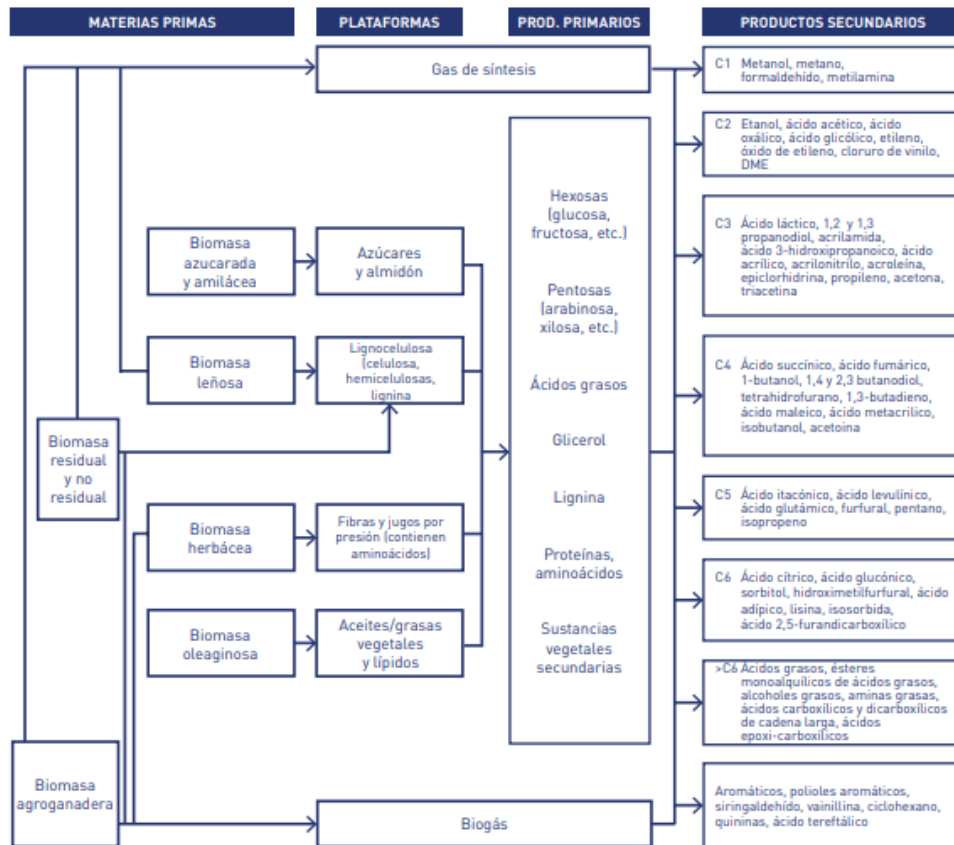 MATERIAS PRIMAS
PLATAFORMAS
PROD. PRIMARIOS
PRODUCTOS SECUNDARIOS
Gas de síntesis
C1 Metanol, metano,
formaldehído, metilamina
C2 Etanol, ácido acético, ácido
oxálico, ácido glicólico, etileno,
óxido de etileno, cloruro de vinilo,
DME
Biomasa
azucarada
y amilácea
Azúcares
y almidón
Hexosas
(glucosa,
fructosa, etc.)
C3 Ácido láctico, 1,2 y 1,3
propanodiol, acrilamida,
ácido 3-hidroxipropanoico, ácido
acrílico, acrilonitrilo, acroleína,
epiclorhidrina, propileno, acetona,
triacetina
Pentosas
(arabinosa,
xilosa, etc.)
Biomasa
leñosa
Lignocelulosa
(celulosa,
hemicelulosas,
lignina
Ácidos grasos
C4 Ácido succínico, ácido fumárico,
1-butanol, 1,4 y 2,3 butanodiol,
tetrahidrofurano, 1,3-butadieno,
ácido maleico, ácido metacrilico,
isobutanol, acetoina
Biomasa
residual
y no
residual
Glicerol
Lignina
C5 Ácido itacónico, ácido levulínico,
ácido glutámico, furfural, pentano,
isopropeno
Biomasa
herbácea
Fibras y jugos por
presión (contienen
aminoácidos)
Proteínas,
aminoácidos
C6 Ácido cítrico, ácido glucónico,
sorbitol, hidroximetilfurfural, ácido
adípico, lisina, isosorbida,
ácido 2,5-furandicarboxílico
Biomasa
oleaginosa
Aceites/grasas
vegetales
y lípidos
Sustancias
vegetales
secundarias
>C6 Ácidos grasos, ésteres
monoalquílicos de ácidos grasos,
alcoholes grasos, aminas grasas,
ácidos carboxílicos y dicarboxílicos
de cadena larga, ácidos
epoxi-carboxílicos
Biomasa
agroganadera
Biogás
Aromáticos, polioles aromáticos,
siringaldehído, vainillina, ciclohexano,
quininas, ácido tereftálico